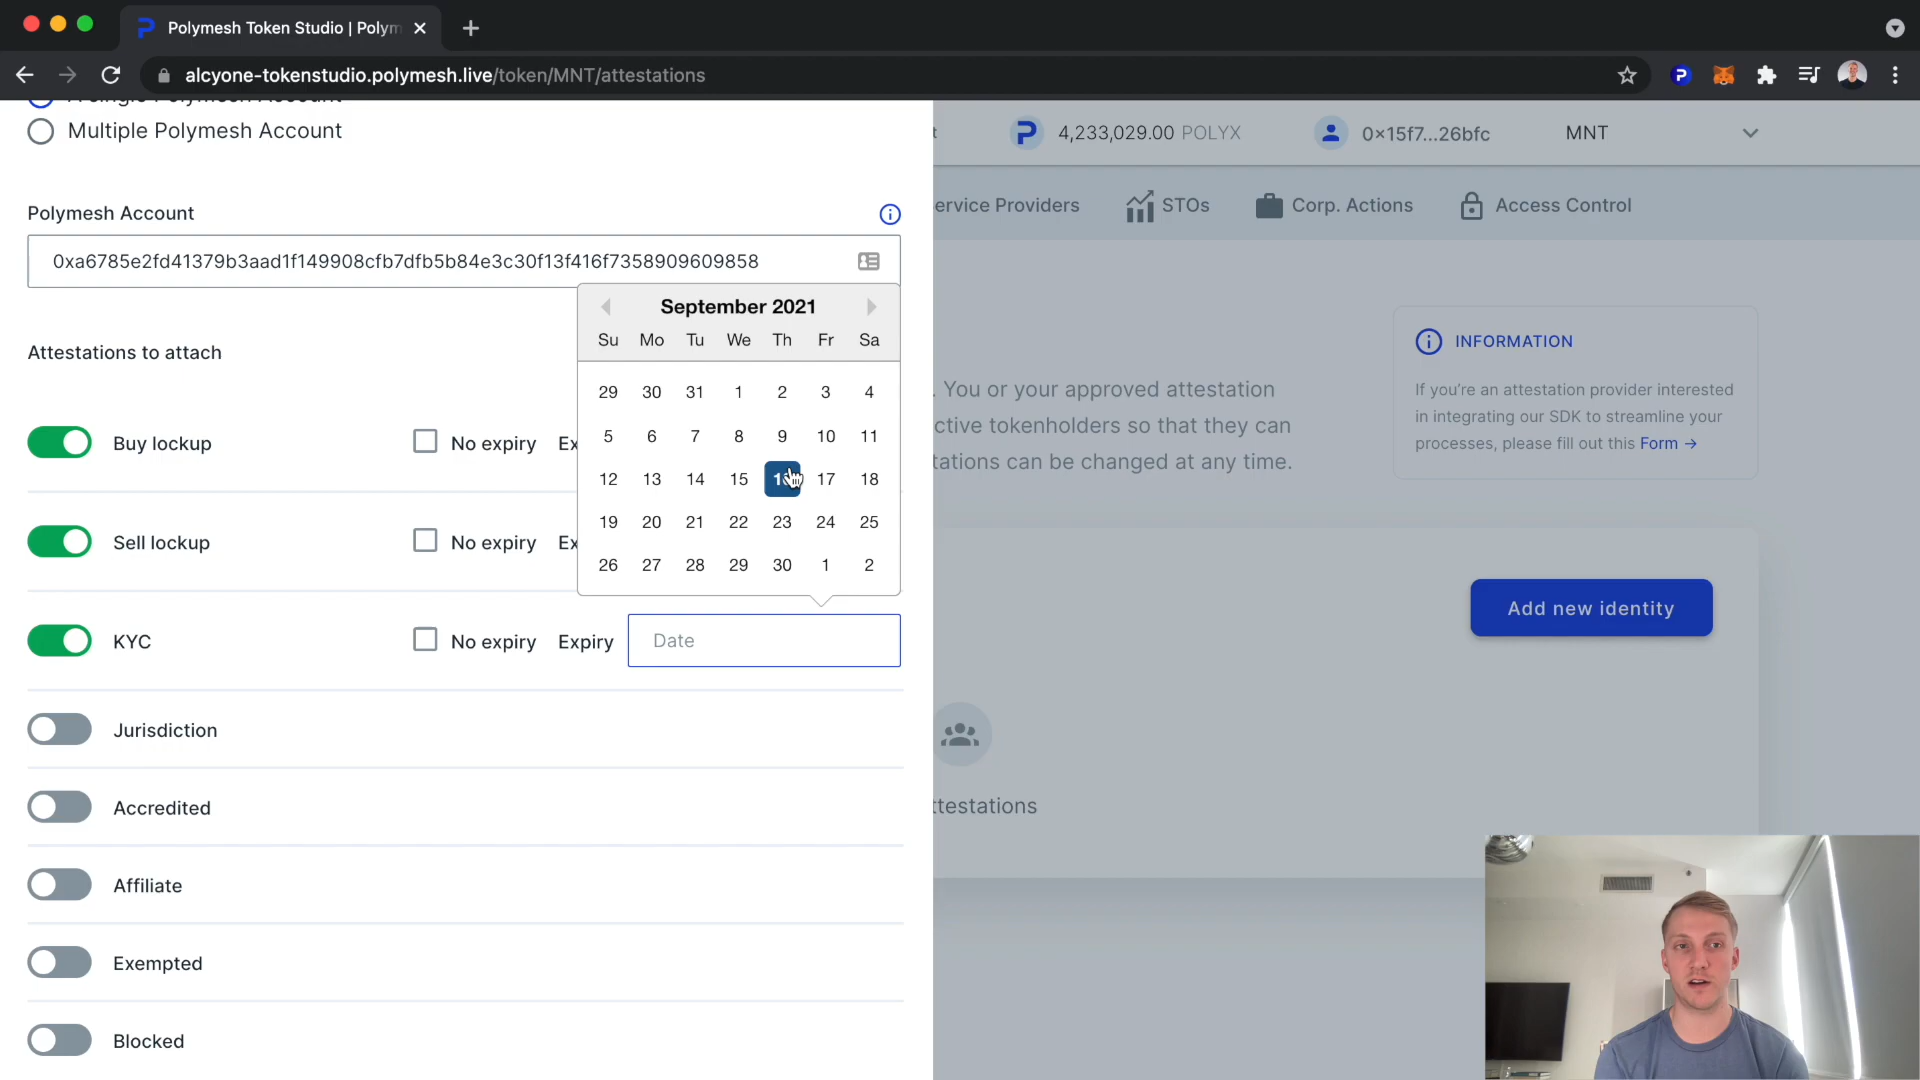 Polymesh Token Studio | Polym
alcyone-tokenstudio.polymesh.live/token/MNT/attestations
Multiple Polymesh Account
4,233,029.00 POLYX
0×15f7...26bfc
MNT
Service Providers
STOs
Corp. Actions
Access Control
Polymesh Account
0xa6785e2fd41379b3aad1f149908cfb7dfb5b84e3c30f13f416f7358909609858
September 2021
Su Mo Tu We Th Fr Sa
29 30 31 1 2 3 4
5 6 7 8 9 10 11
12 13 14 15 17 18
19 20 21 22 23 24 25
26 27 28 29 30 1 2
Attestations to attach
Buy lockup
No expiry Ex
Sell lockup
No expiry Ex
KYC
No expiry Expiry Date
Jurisdiction
Accredited
Affiliate
Exempted
Blocked
. You or your approved attestation
ctive tokenholders so that they can
tations can be changed at any time.
INFORMATION
If you're an attestation provider interested
in integrating our SDK to streamline your
processes, please fill out this Form →
Add new identity
ttestations